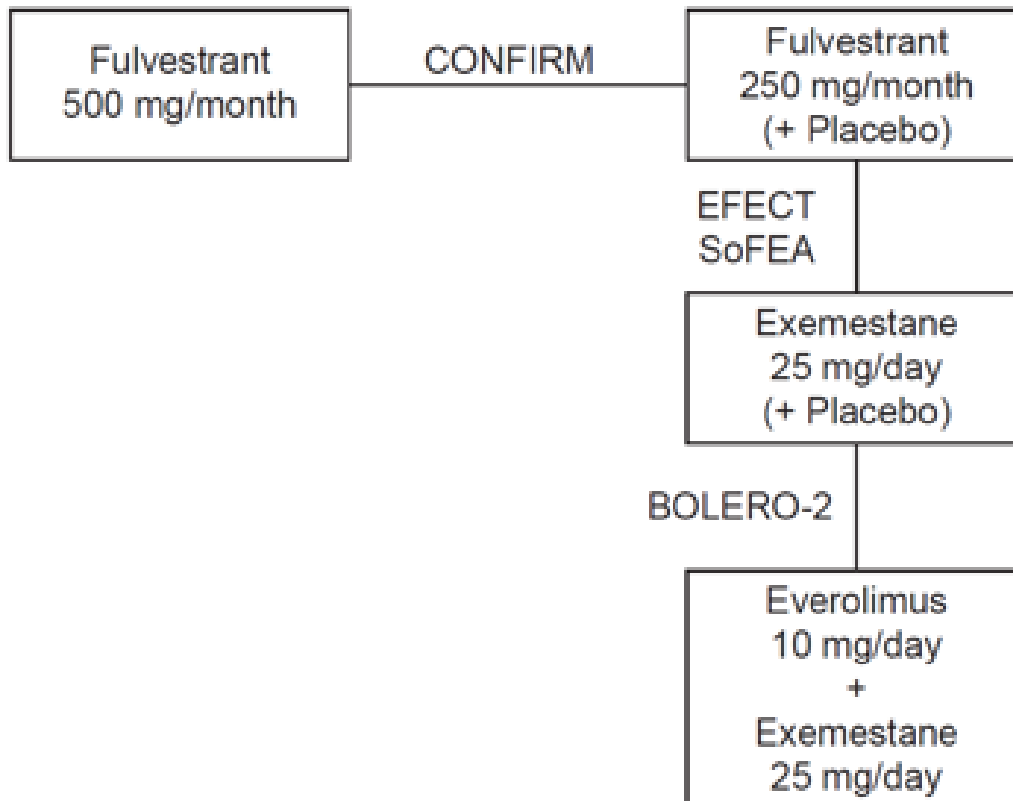 Fulvestrant
500 mg/month
CONFIRM
Fulvestrant
250 mg/month
(+ Placebo)
EFECT
SoFEA
Exemestane
25 mg/day
(+ Placebo)
BOLERO-2
Everolimus
10 mg/day
+
Exemestane
25 mg/day